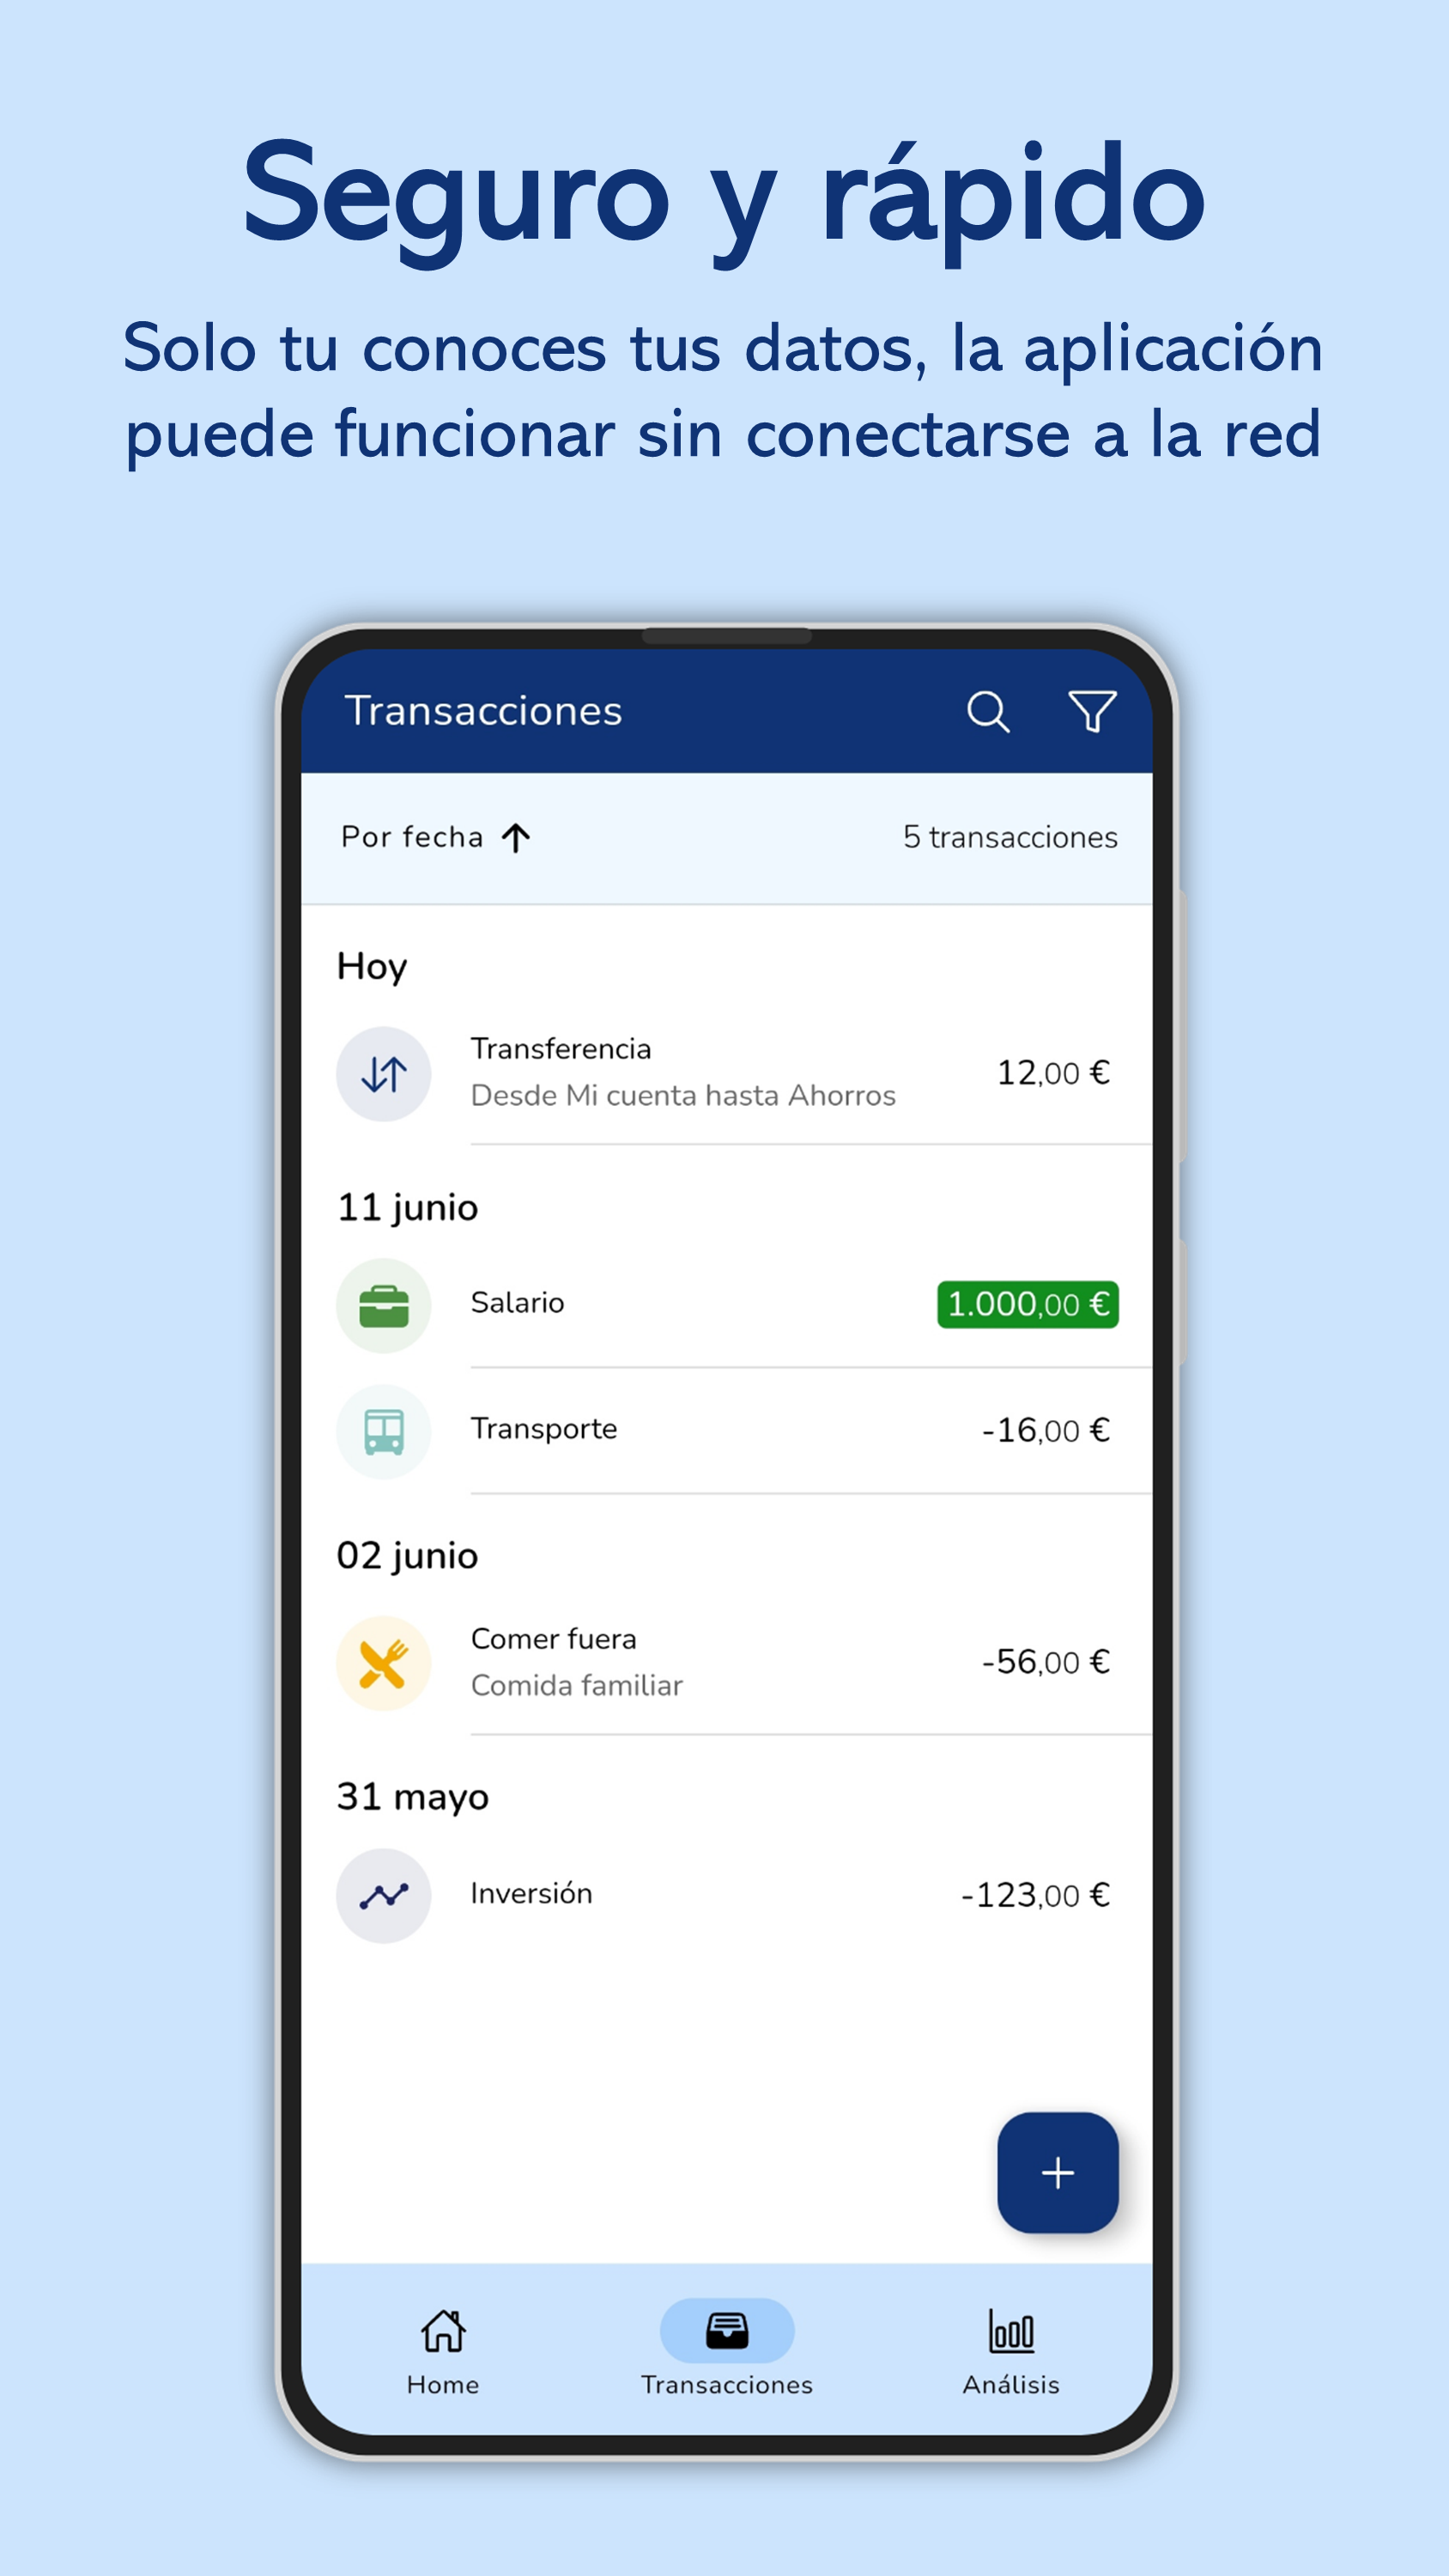 Seguro y rápido
Solo tu conoces tus datos, la aplicación
puede funcionar sin conectarse a la red
Transacciones
Por fecha
5 transacciones
Hoy
Transferencia
Desde Mi cuenta hasta Ahorros
12,00 €
11 junio
Salario
1.000,00 €
Transporte
-16,00 €
02 junio
Comer fuera
Comida familiar
-56,00 €
31 mayo
Inversión
-123,00 €
Home
Transacciones
Análisis